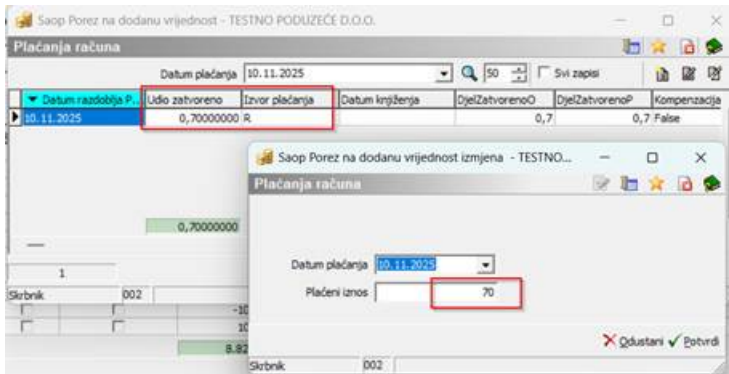 Saop Porez na dodanu vrijednost - TESTNO PODUZEĆE D.O.O.
Plaćanja računa
Datum plaćanja 10.11.2025 50 Svi zapisi
Datum razdoblja P... Udio zatvoreno Izvor plaćanja Datum knjiženja DjelZatvorenoO DjelZatvorenoP Kompenzacija
10.11.2025 0,70000000 R 0,7 0,7 False
Saop Porez na dodanu vrijednost izmjena - TESTNO...
Plaćanja računa
0,70000000
Datum plaćanja 10.11.2025
Plaćeni iznos 70
1
Skrbnik 002
-10
10
8.82
Odustani Potvrdi
Skrbnik 002